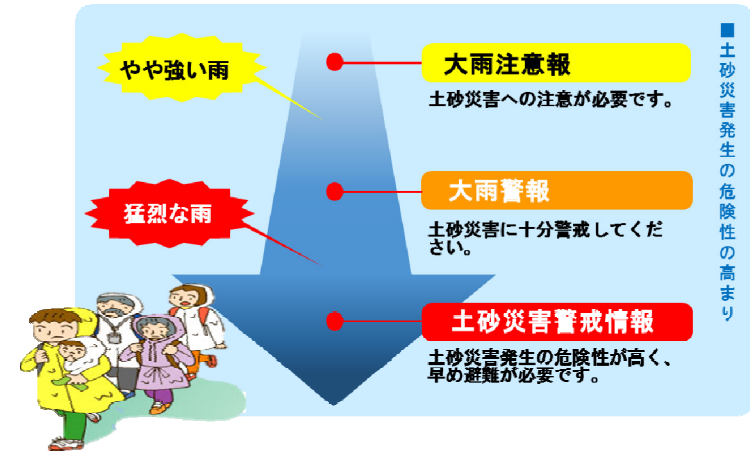 ■土砂災害発生の危険性の高まり
やや強い雨
大雨注意報
土砂災害への注意が必要です。
猛烈な雨
大雨警報
土砂災害に十分警戒してくだ
さい。
土砂災害警戒情報
土砂災害発生の危険性が高く、
早め避難が必要です。